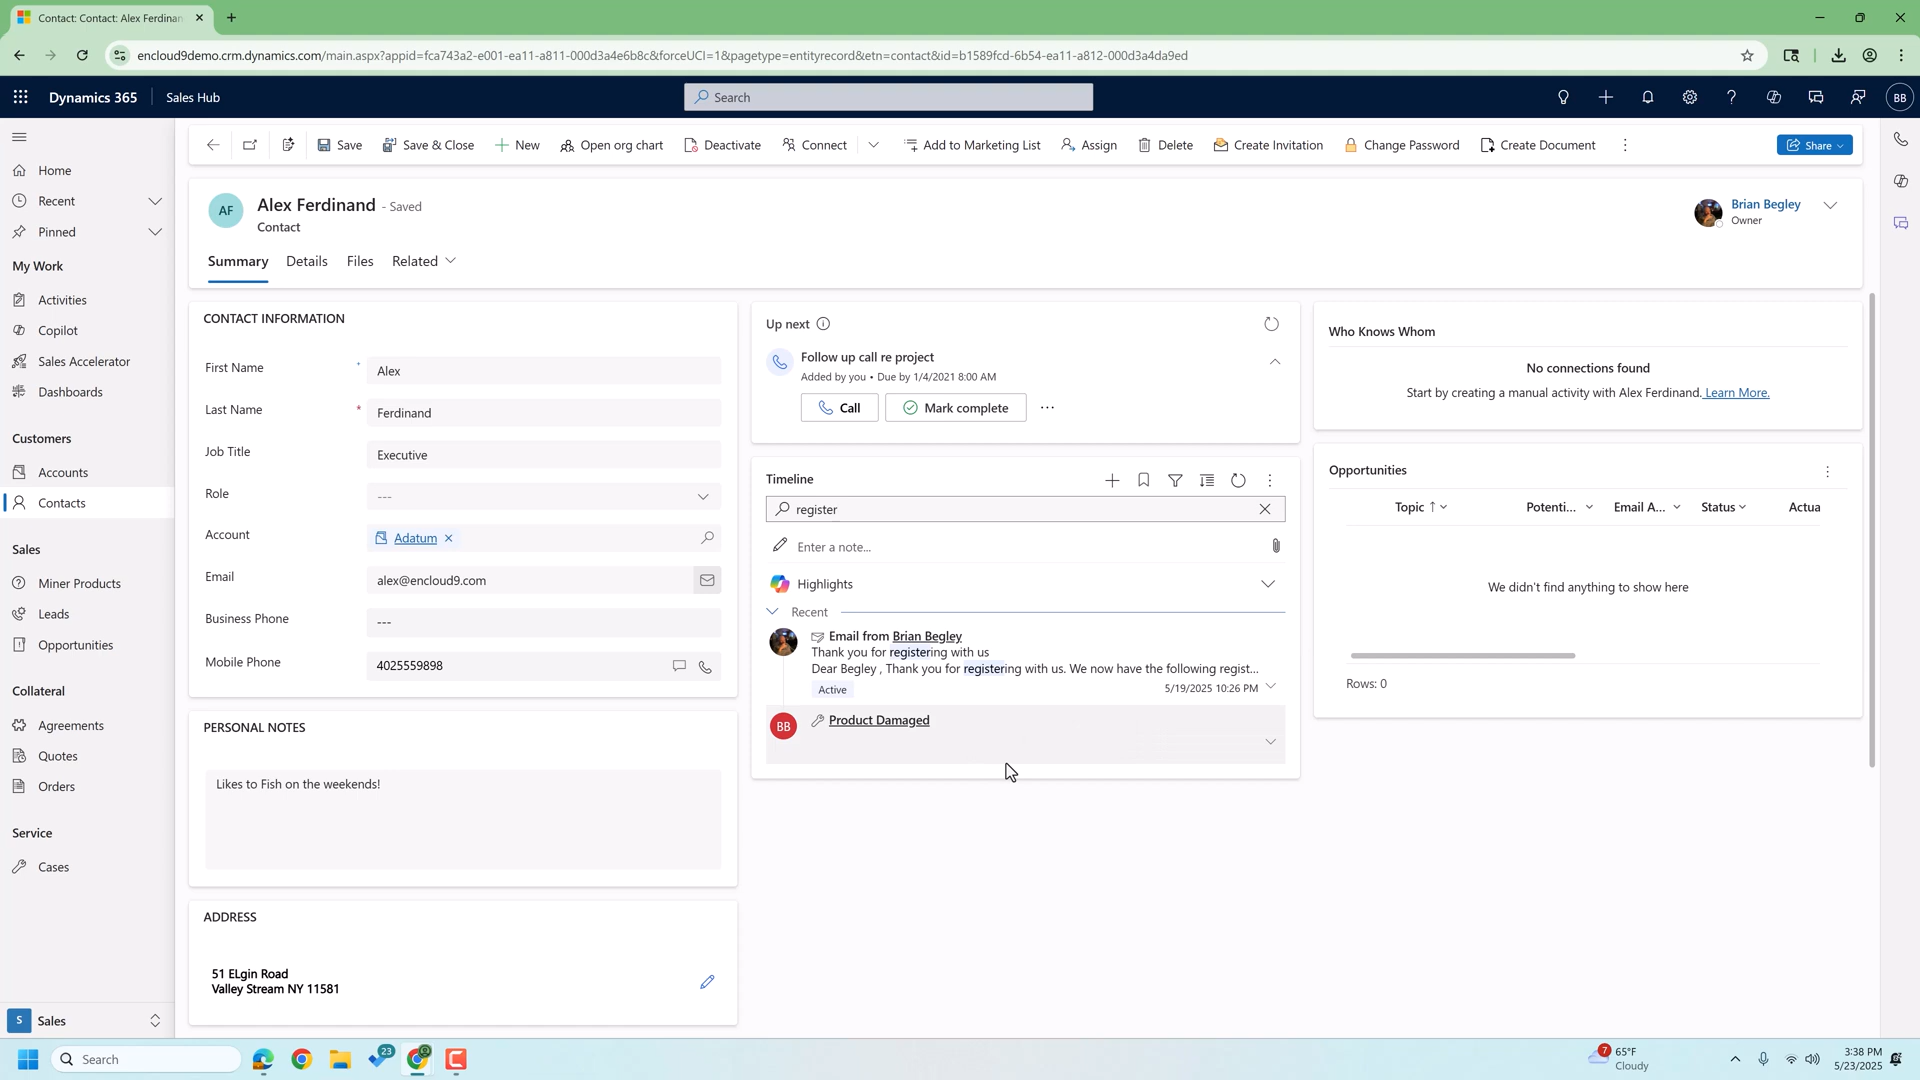 Contact: Contact: Alex Ferdinan
encloud9demo.crm.dynamics.com/main.aspx?appid=fca743a2-e001-ea11-a811-000d3a4e6b8c&forceUCI=1&pagetype=entityrecord&etn=contact&id=b1589fcd-6b54-ea11-a812-000d3a4da9ed
Dynamics 365
Sales Hub
Search
BB
Save
Save & Close
New
Open org chart
Deactivate
Connect
Add to Marketing List
Assign
Delete
Create Invitation
Change Password
Create Document
Share
Home
Recent
Pinned
My Work
Activities
Copilot
Sales Accelerator
Dashboards
Customers
Accounts
Contacts
Sales
Miner Products
Leads
Opportunities
Collateral
Agreements
Quotes
Orders
Service
Cases
S
Sales
AF
Alex Ferdinand - Saved
Contact
Brian Begley
Owner
Summary
Details
Files
Related
CONTACT INFORMATION
First Name
*
Alex
Last Name
*
Ferdinand
Job Title
Executive
Role
---
Account
Adatum
Email
alex@encloud9.com
Business Phone
---
Mobile Phone
4025559898
PERSONAL NOTES
Likes to Fish on the weekends!
ADDRESS
51 ELgin Road
Valley Stream NY 11581
Up next
Follow up call re project
Added by you • Due by 1/4/2021 8:00 AM
Call
Mark complete
Timeline
register
Enter a note...
Highlights
Recent
Email from Brian Begley
Thank you for registering with us
Dear Begley , Thank you for registering with us. We now have the following regist...
Active
5/19/2025 10:26 PM
BB
Product Damaged
Who Knows Whom
No connections found
Start by creating a manual activity with Alex Ferdinand. Learn More.
Opportunities
Topic ↑
Potenti...
Email A...
Status
Actua
We didn't find anything to show here
Rows: 0
Search
23
7
65°F
Cloudy
3:38 PM
5/23/2025